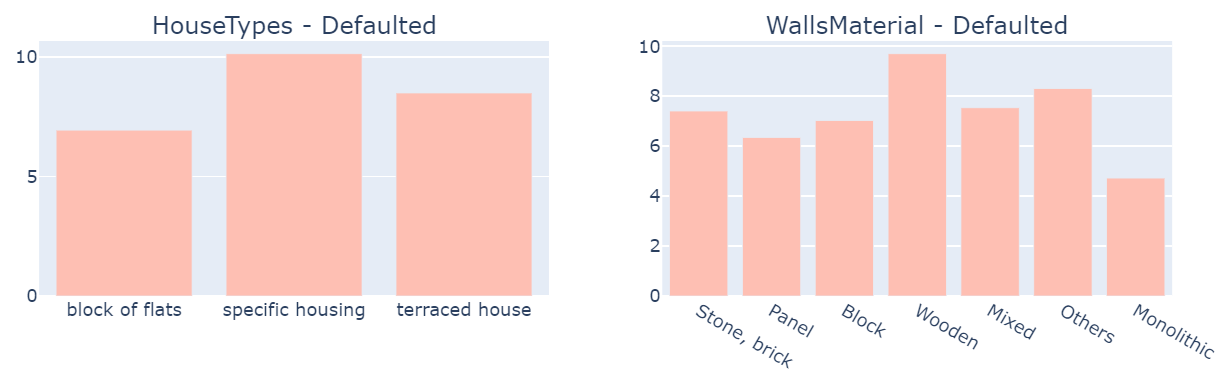 HouseTypes - Defaulted
10
5
0
block of flats
specific housing
terraced house
WallsMaterial - Defaulted
10
8
6
4
2
0
Stone, brick
Panel
Block
Wooden
Mixed
Others
Monolithic